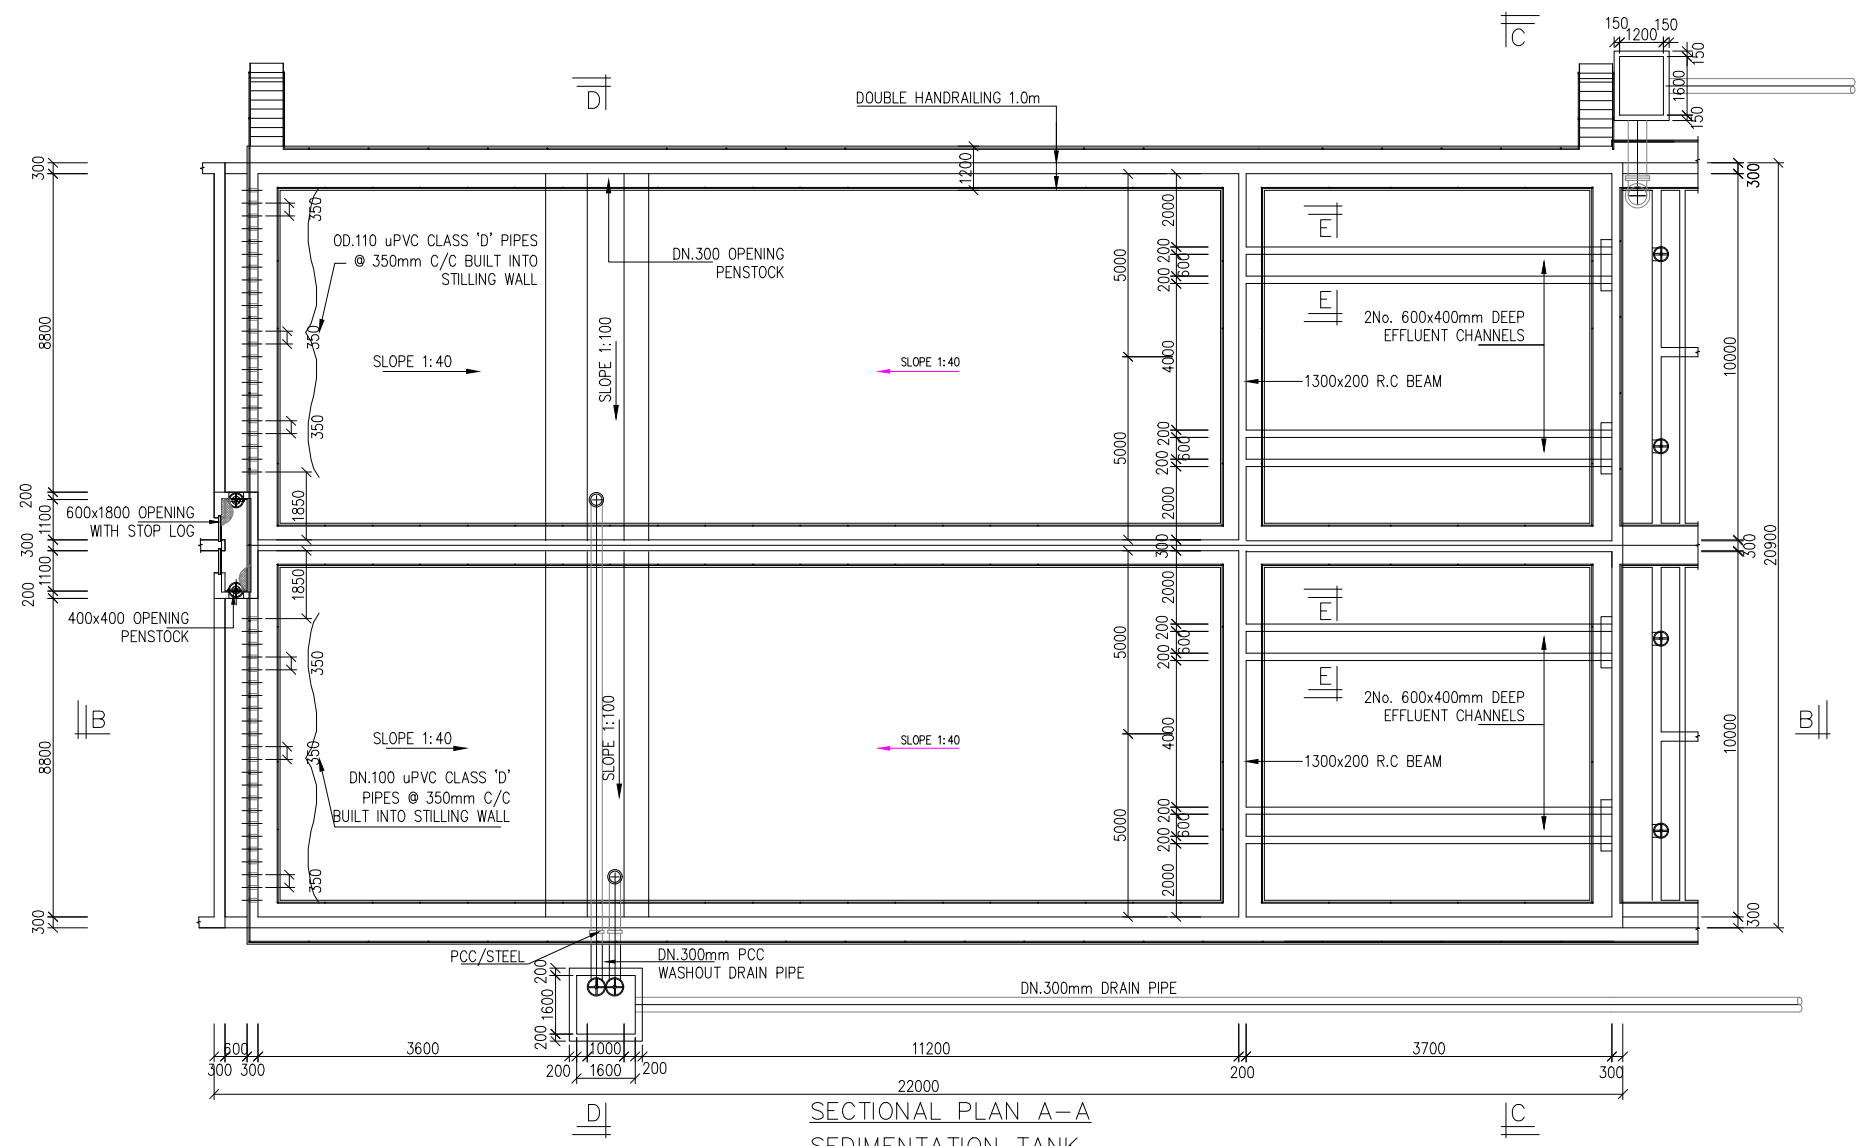 C
150
150
1200
150
1600
150
D
DOUBLE HANDRAILING 1.0m
300
1200
300
350
OD.110 uPVC CLASS 'D' PIPES
@ 350mm C/C BUILT INTO
STILLING WALL
DN.300 OPENING
PENSTOCK
2000
5000
200
600
200
E
E
2No. 600x400mm DEEP
EFFLUENT CHANNELS
8800
350
SLOPE 1:40
SLOPE 1:100
SLOPE 1:40
4000
1300x200 R.C BEAM
10000
350
5000
200
600
200
2000
1850
200
600x1800 OPENING
WITH STOP LOG
1100
300
1100
200
300
300
20900
1850
400x400 OPENING
PENSTOCK
2000
5000
200
600
200
E
E
350
B
B
2No. 600x400mm DEEP
EFFLUENT CHANNELS
8800
350
SLOPE 1:40
SLOPE 1:100
SLOPE 1:40
4000
10000
1300x200 R.C BEAM
DN.100 uPVC CLASS 'D'
PIPES @ 350mm C/C
BUILT INTO STILLING WALL
5000
200
600
200
2000
350
300
300
PCC/STEEL
DN.300mm PCC
WASHOUT DRAIN PIPE
200
1600
200
DN.300mm DRAIN PIPE
600
3600
1000
11200
3700
300
300
200
1600
200
200
300
22000
D
SECTIONAL PLAN A-A
C
SEDIMENTATION TANK